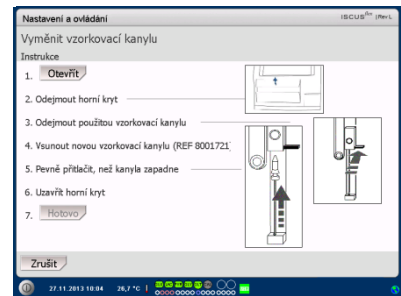 Nastavení a ovládání
ISCUSflex |Rev L
Vyměnit vzorkovací kanylu
Instrukce
1. Otevřít
2. Odejmout horní kryt
3. Odejmout použitou vzorkovací kanylu
4. Vsunout novou vzorkovací kanylu (REF 8001721
5. Pevně přitlačit, než kanyla zapadne
6. Uzavřít horní kryt
7. Hotovo
Zrušit
27.11.2013 10:04 26,7 °C |